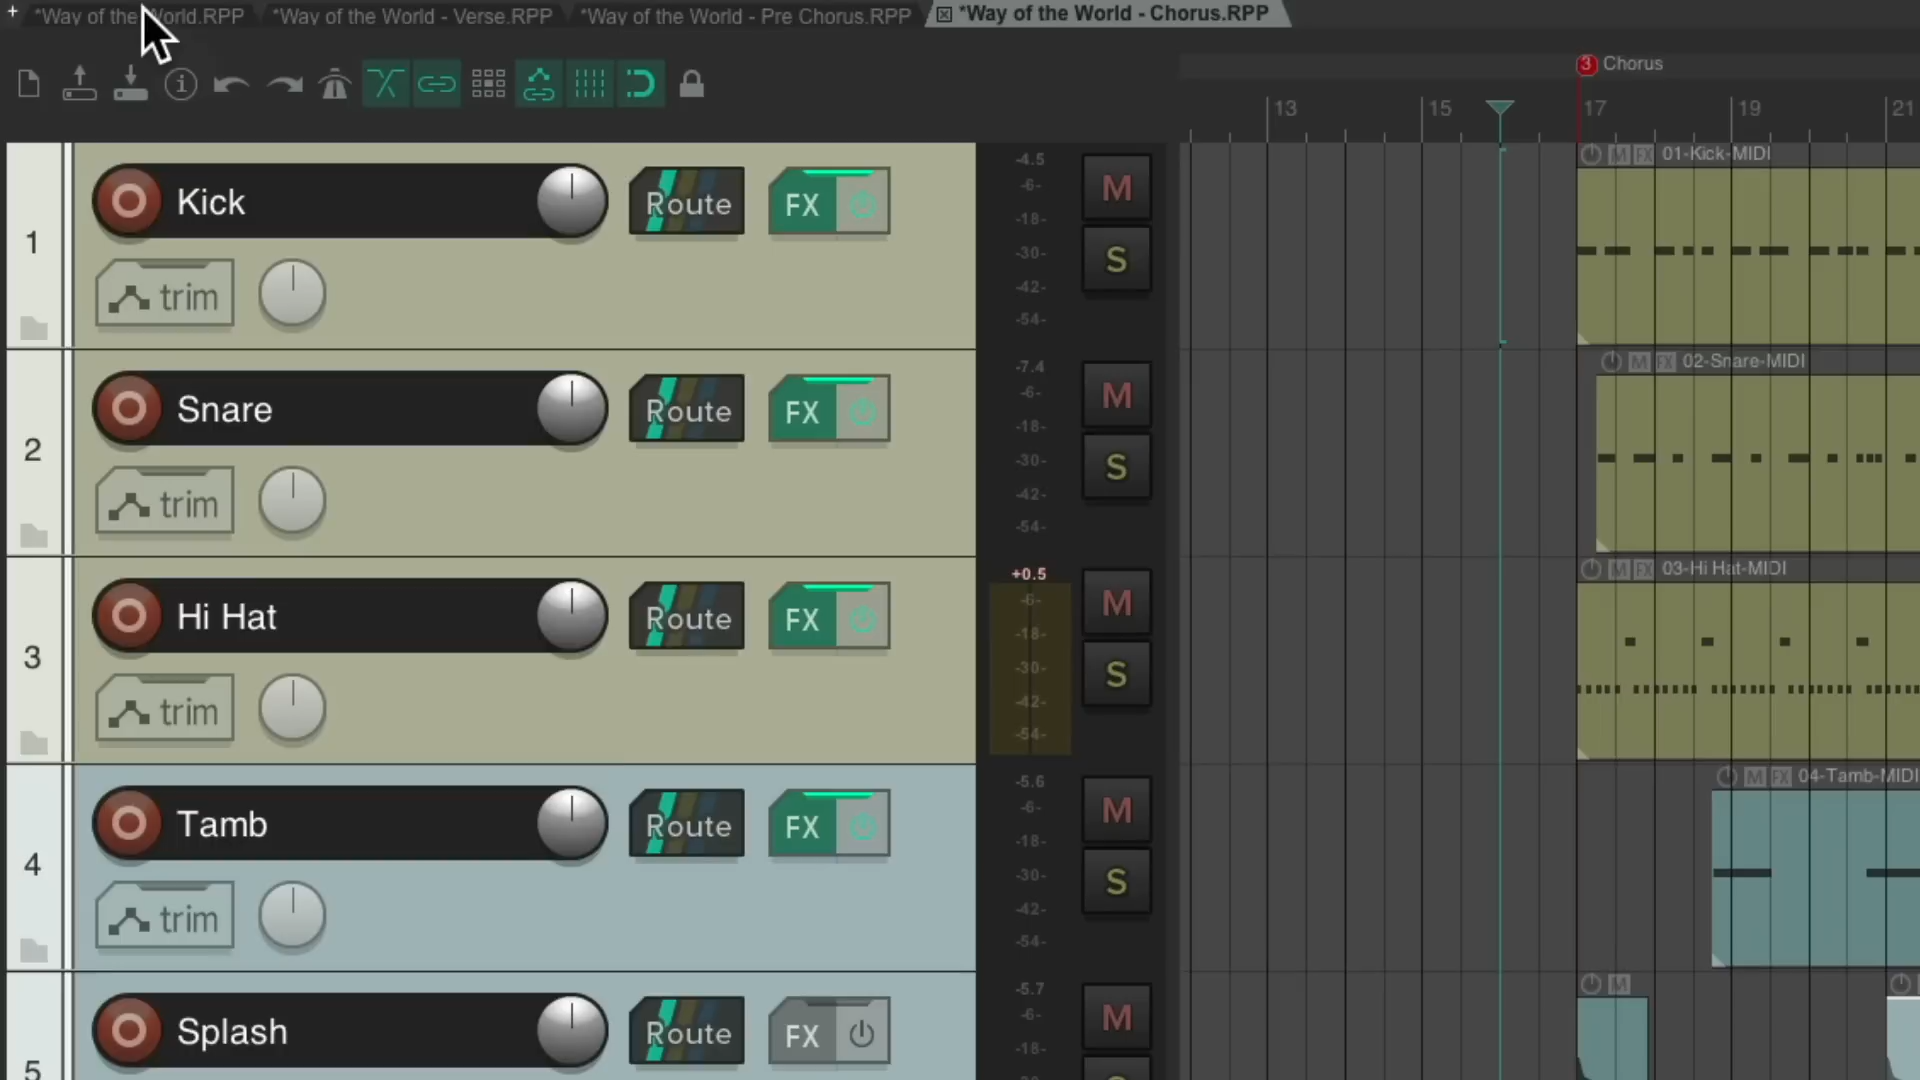 + *Way of the World.RPP *Way of the World - Verse.RPP *Way of the World - Pre Chorus.RPP *Way of the World - Chorus.RPP
3 Chorus
13 15 17 19 21
1
Kick
Route
FX
trim
-4.5
-6-
-18-
-30-
-42-
-54-
M
S
M FX 01-Kick-MIDI
2
Snare
Route
FX
trim
-7.4
-6-
-18-
-30-
-42-
-54-
M
S
M FX 02-Snare-MIDI
3
Hi Hat
Route
FX
trim
+0.5
-6-
-18-
-30-
-42-
-54-
M
S
M FX 03-Hi Hat-MIDI
4
Tamb
Route
FX
trim
-5.6
-6-
-18-
-30-
-42-
-54-
M
S
M FX 04-Tamb-MIDI
5
Splash
Route
FX
-5.7
-6-
-18-
M
M